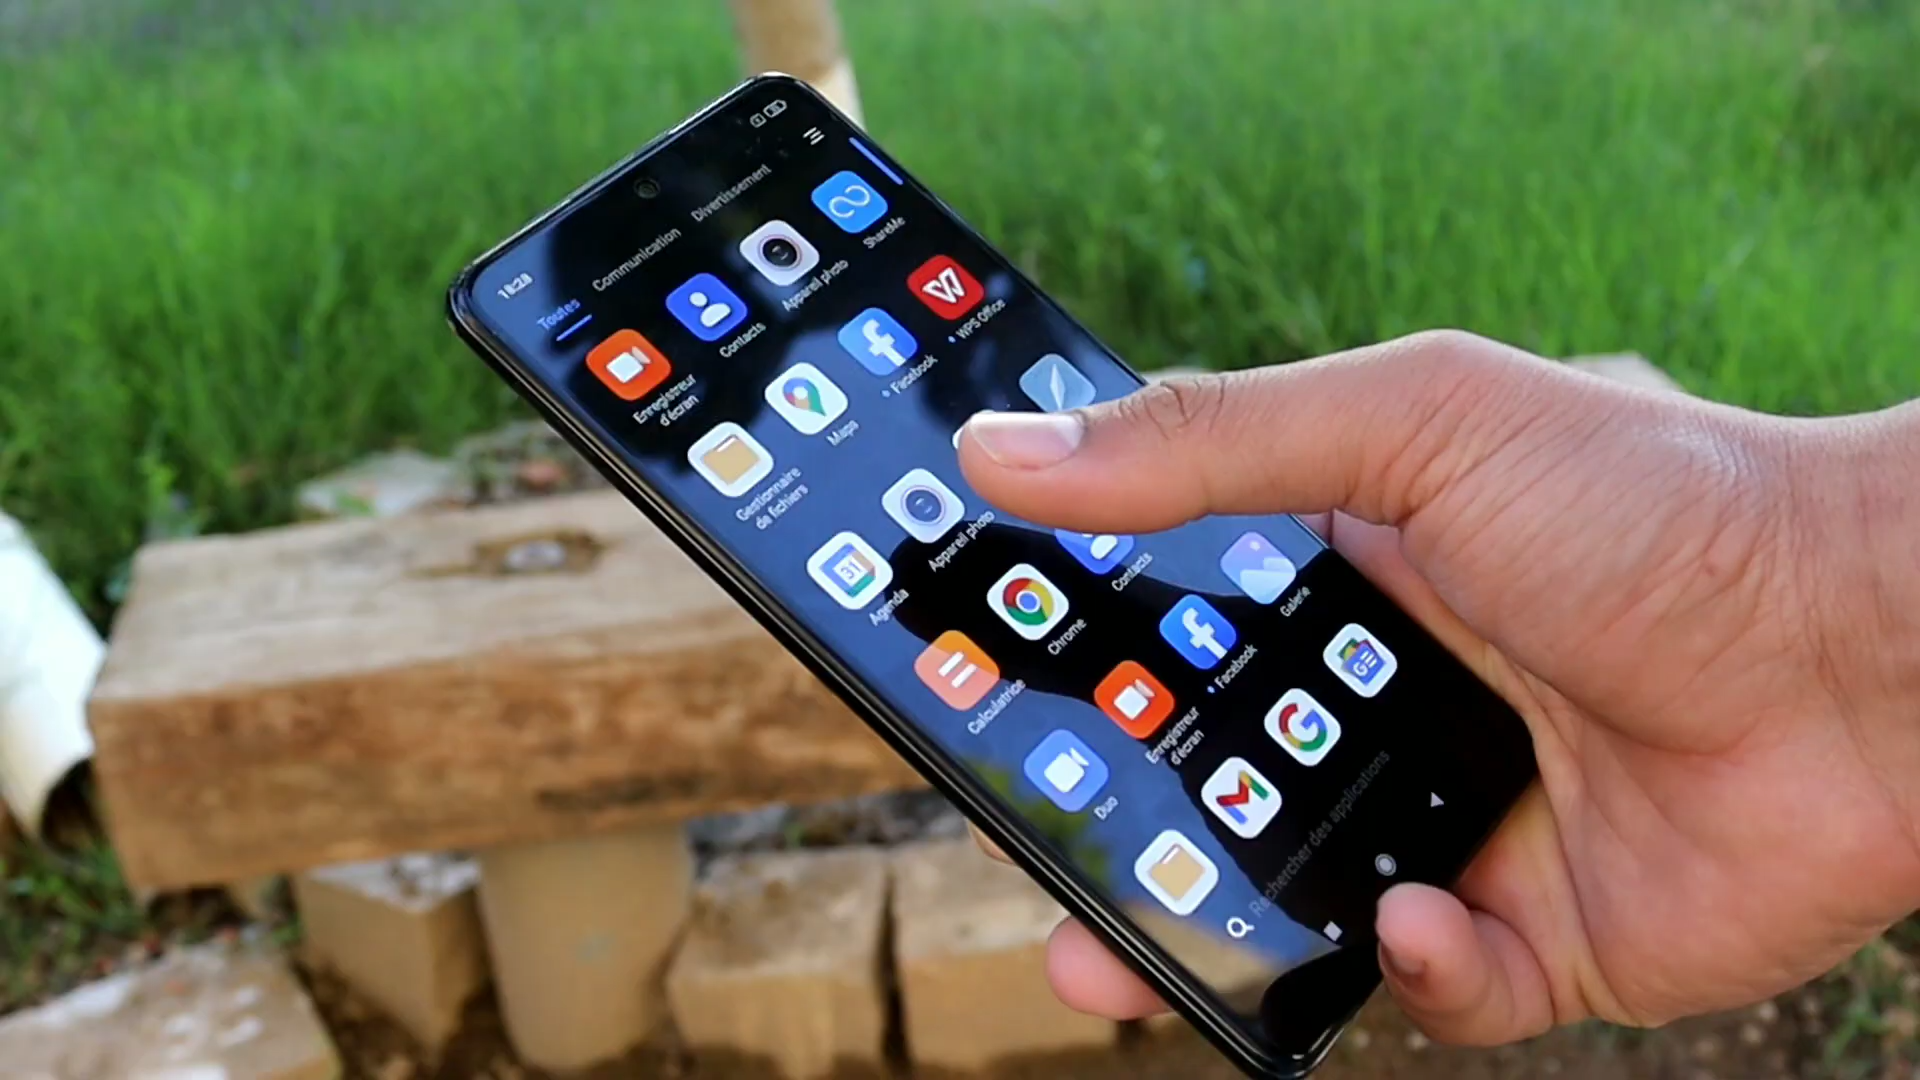 18:28
Toutes
Communication
Divertissement
Enregistreur
d'écran
Contacts
Appareil photo
ShareMe
Gestionnaire
de fichiers
Maps
Facebook
WPS Office
31
Agenda
Appareil photo
Calculatrice
Chrome
Contacts
Duo
Enregistreur
d'écran
Facebook
Galerie
Rechercher des applications